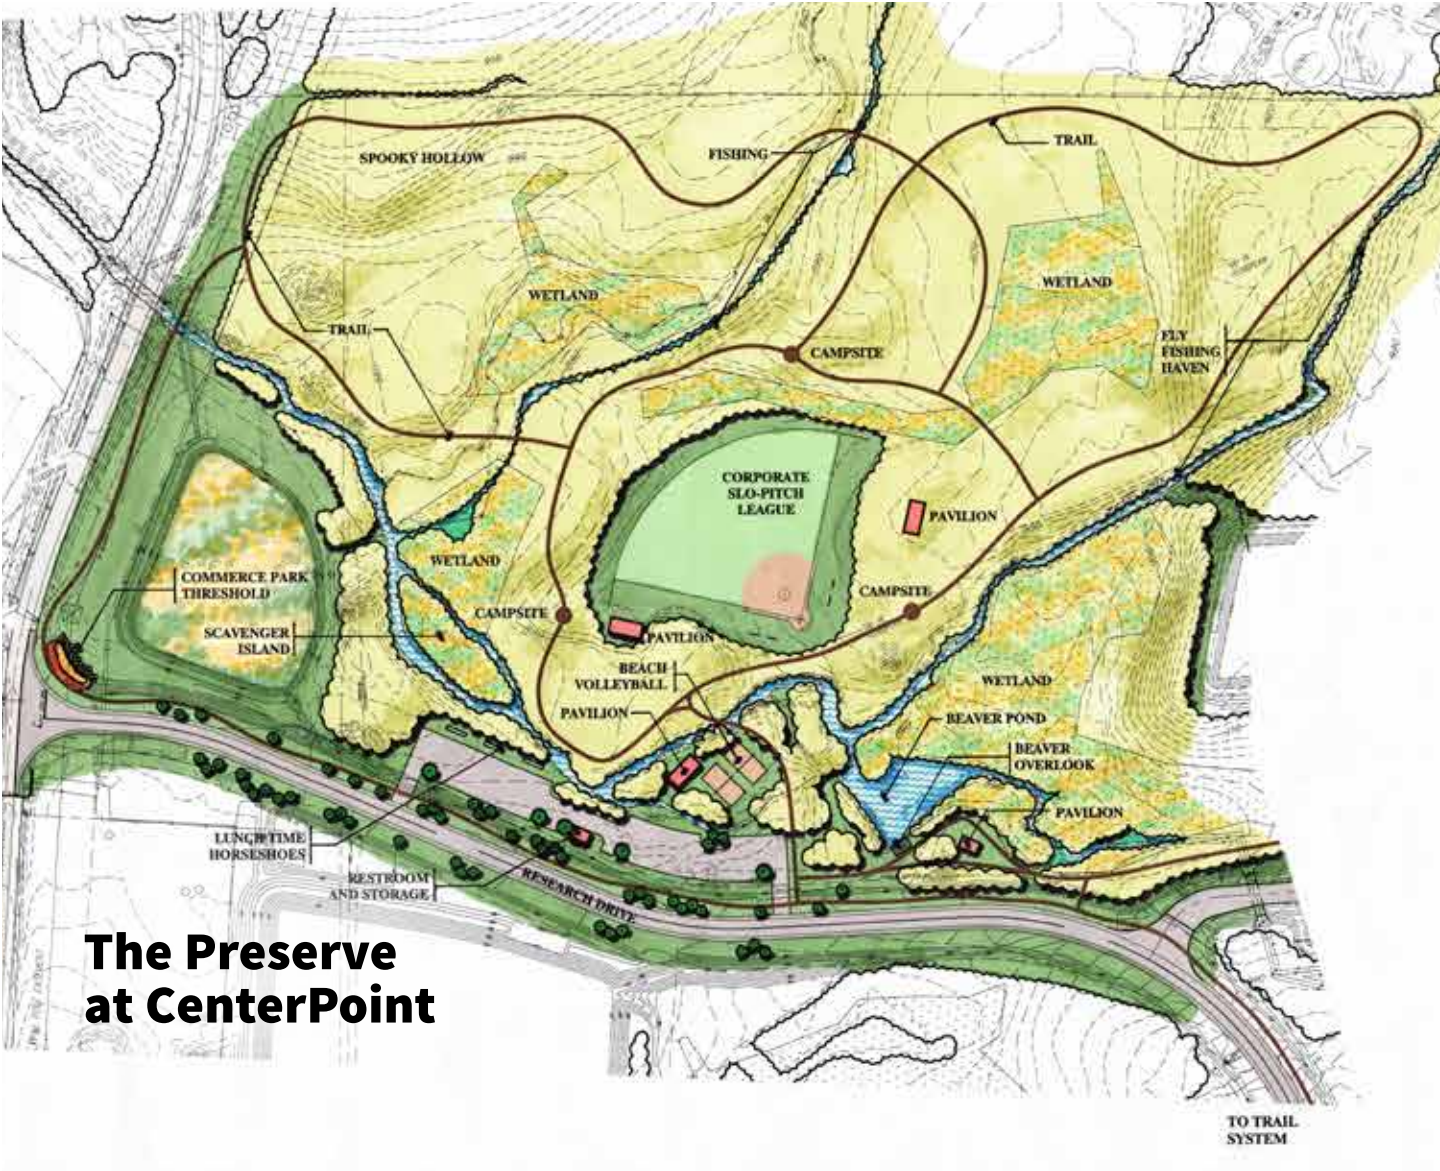 SPOOKY HOLLOW
FISHING
TRAIL
WETLAND
WETLAND
TRAIL
CAMPSITE
FLY
FISHING
HAVEN
CORPORATE
SLO-PITCH
LEAGUE
PAVILION
WETLAND
COMMERCE PARK
THRESHOLD
CAMPSITE
CAMPSITE
SCAVENGER
ISLAND
PAVILION
BEACH
VOLLEYBALL
WETLAND
PAVILION
BEAVER POND
BEAVER
OVERLOOK
PAVILION
LUNCH TIME
HORSESHOES
RESTROOM
AND STORAGE
RESEARCH DRIVE
The Preserve
at CenterPoint
TO TRAIL
SYSTEM